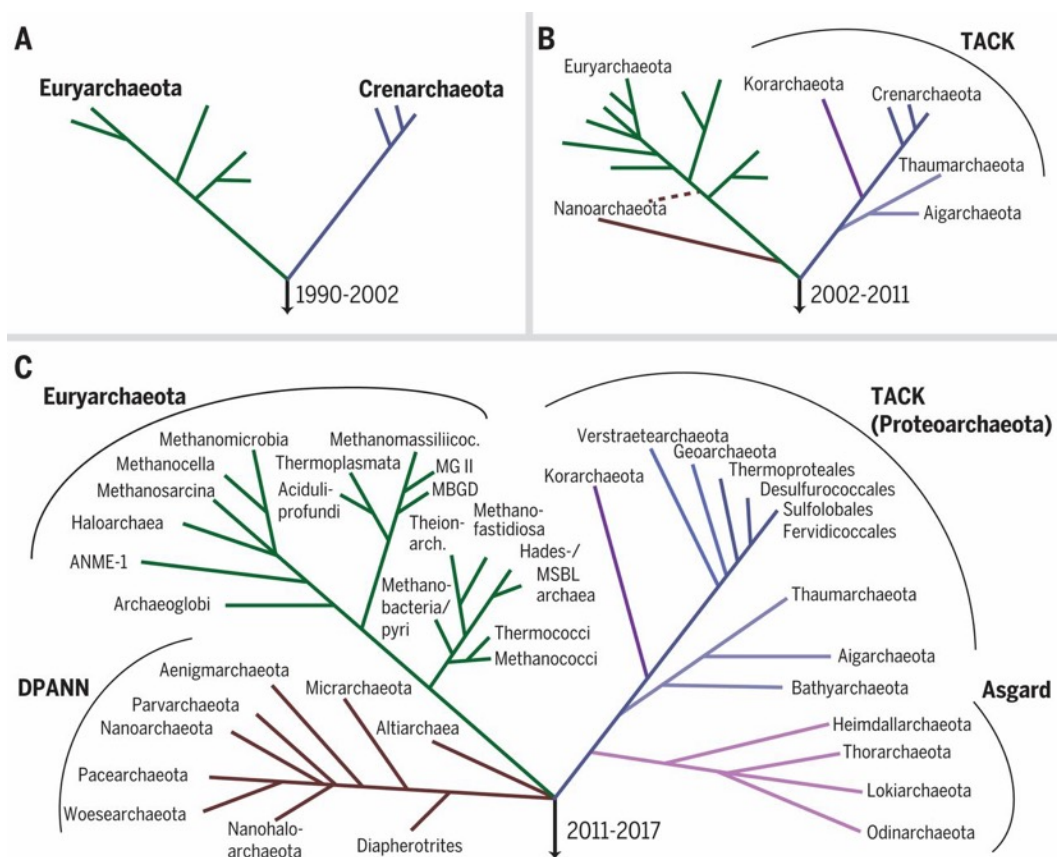 A
Euryarchaeota
Crenarchaeota
1990-2002
B
TACK
Euryarchaeota
Korarchaeota
Crenarchaeota
Thaumarchaeota
Nanoarchaeota
Aigarchaeota
2002-2011
C
Euryarchaeota
Methanomicrobia
Methanocella
Methanosarcina
Haloarchaea
ANME-1
Archaeoglobi
Thermoplasmata
Aciduli-
profundi
Methanomassiliicoc.
MG II
MBGD
Theion-
arch.
Methano-
fastidiosa
Hades-/
MSBL
archaea
Methano-
bacteria/
pyri
Thermococci
Methanococci
TACK
(Proteoarchaeota)
Verstraetearchaeota
Geoarchaeota
Korarchaeota
Thermoproteales
Desulfurococcales
Sulfolobales
Fervidicoccales
Thaumarchaeota
Aigarchaeota
Bathyarchaeota
DPANN
Aenigmarchaeota
Parvarchaeota
Nanoarchaeota
Pacearchaeota
Woesearchaeota
Nanohalo-
archaeota
Micrarchaeota
Altiarchaea
Diapherotrites
Asgard
Heimdallarchaeota
Thorarchaeota
Lokiarchaeota
Odinarchaeota
2011-2017